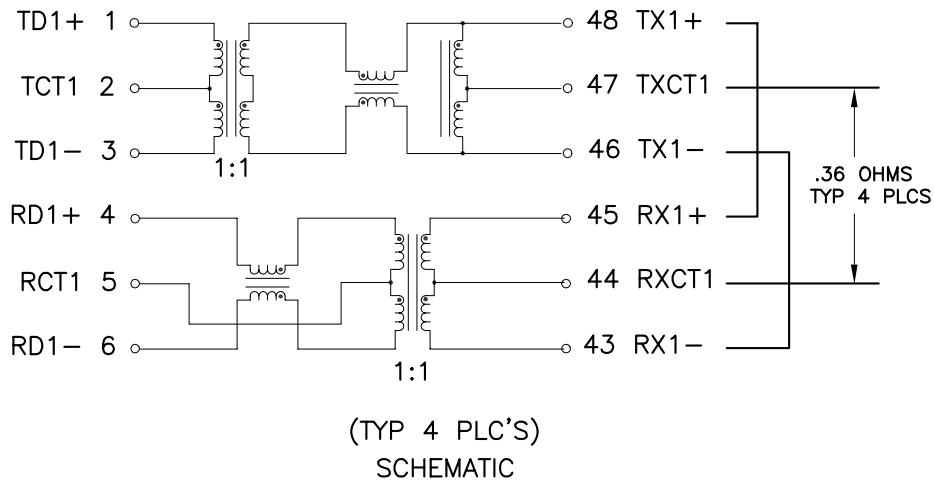 TD1+ 1
48 TX1+
TCT1 2
47 TXCT1
TD1- 3
46 TX1-
1:1
.36 OHMS
TYP 4 PLCS
RD1+ 4
45 RX1+
RCT1 5
44 RXCT1
RD1- 6
43 RX1-
1:1
(TYP 4 PLC'S)
SCHEMATIC